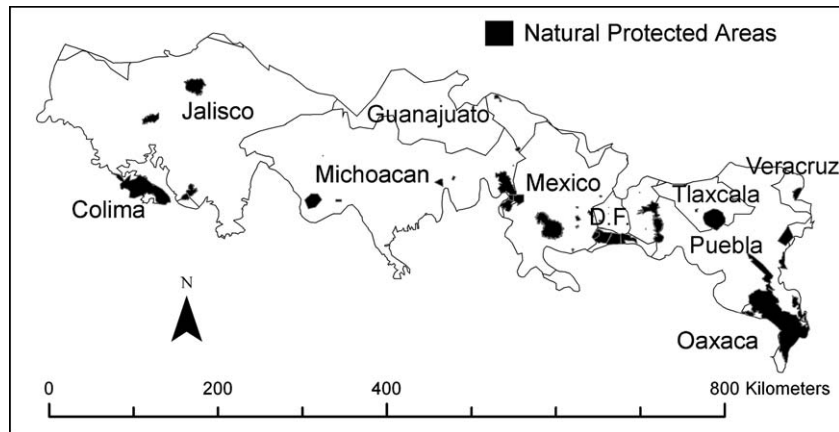 Natural Protected Areas
Jalisco
Guanajuato
Michoacan
Mexico
Veracruz
Tlaxcala
D.F.
Colima
Puebla
Oaxaca
N
0 200 400 800 Kilometers